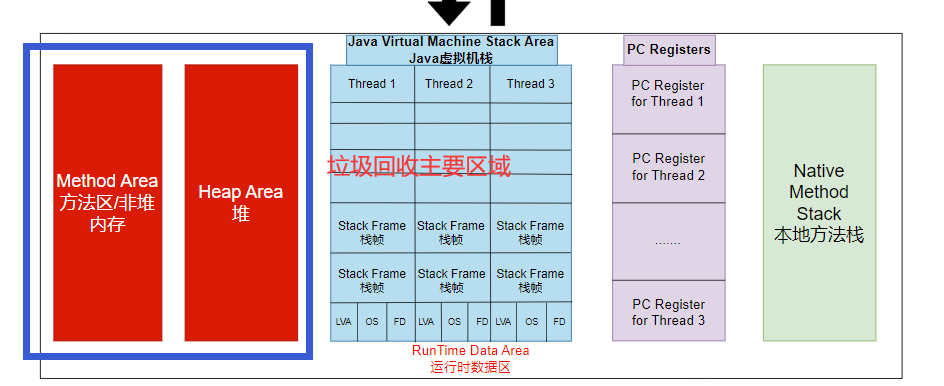 Java Virtual Machine Stack Area
Java虚拟机栈
PC Registers
Method Area
方法区/非堆
内存
Heap Area
堆
Thread 1
Thread 2
Thread 3
垃圾回收主要区域
Stack Frame
栈帧
Stack Frame
栈帧
Stack Frame
栈帧
Stack Frame
栈帧
Stack Frame
栈帧
Stack Frame
栈帧
LVA
OS
FD
LVA
OS
FD
LVA
OS
FD
PC Register
for Thread 1
PC Register
for Thread 2
.......
PC Register
for Thread 3
Native
Method
Stack
本地方法栈
RunTime Data Area
运行时数据区